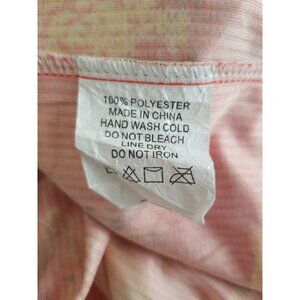 100% POLYESTER
MADE IN CHINA
HAND WASH COLD
DO NOT BLEACH
LINE DRY
DO NOT IRON
L